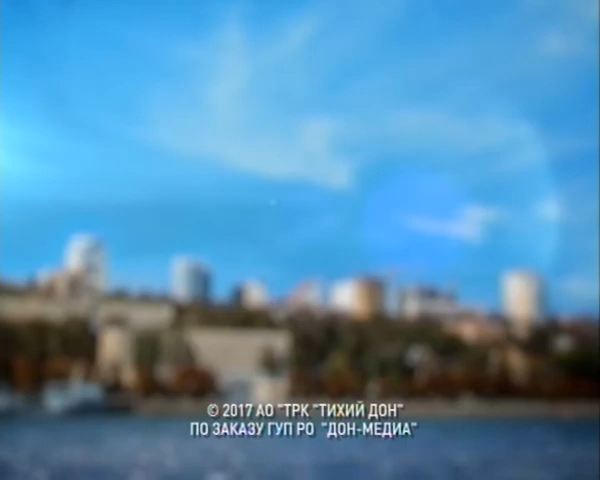 © 2017 АО "ТРК "ТИХИЙ ДОН"
ПО ЗАКАЗУ ГУП РО "ДОН-МЕДИА"